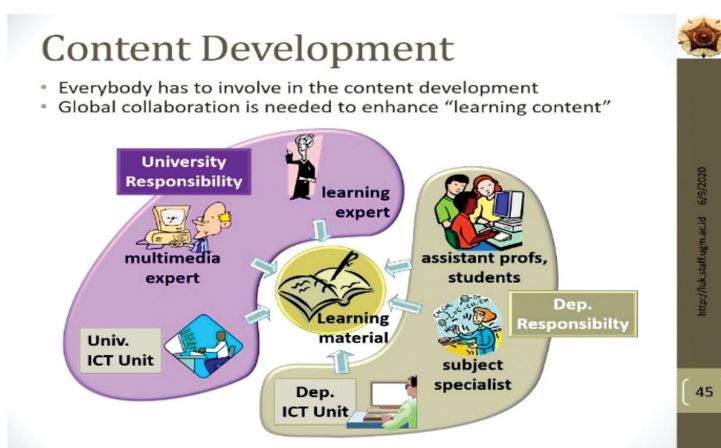 Content Development
• Everybody has to involve in the content development
• Global collaboration is needed to enhance “learning content”
University
Responsibility
learning
expert
multimedia
expert
assistant profs,
students
Learning
material
Dep.
Responsibilty
Univ.
ICT Unit
subject
specialist
Dep.
ICT Unit
http://luk.staff.ugm.ac.id 6/9/2020
45